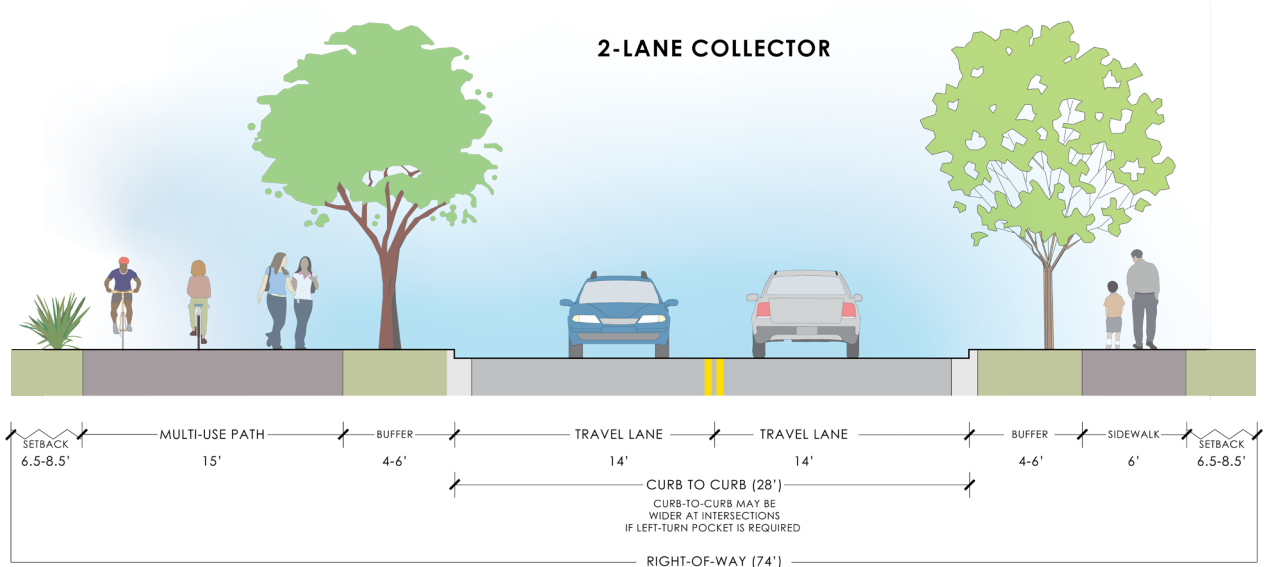 2-LANE COLLECTOR
SETBACK
MULTI-USE PATH
BUFFER
TRAVEL LANE
TRAVEL LANE
BUFFER
SIDEWALK
SETBACK
6.5-8.5'
15'
4-6'
14'
14'
4-6'
6'
6.5-8.5'
CURB TO CURB (28')
CURB-TO-CURB MAY BE
WIDER AT INTERSECTIONS
IF LEFT-TURN POCKET IS REQUIRED
RIGHT-OF-WAY (74')